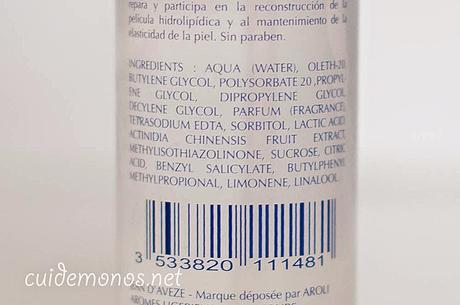 repara y participa en la reconstrucción de la
película hidrolipídica y al mantenimiento de la
elasticidad de la piel. Sin paraben.
INGREDIENTS : AQUA (WATER), OLETH-20,
BUTYLENE GLYCOL, POLYSORBATE 20 ,PROPYL-
ENE GLYCOL, DIPROPYLENE GLYCOL,
DECYLENE GLYCOL, PARFUM (FRAGRANCE),
TETRASODIUM EDTA, SORBITOL, LACTIC ACID,
ACTINIDIA CHINENSIS FRUIT EXTRACT,
METHYLISOTHIAZOLINONE, SUCROSE, CITRIC
ACID, BENZYL SALICYLATE, BUTYLPHENYL
METHYLPROPIONAL, LIMONENE, LINALOOL.
3 533820 111481
cuidemonos.net
D'AVEZE - Marque déposée par